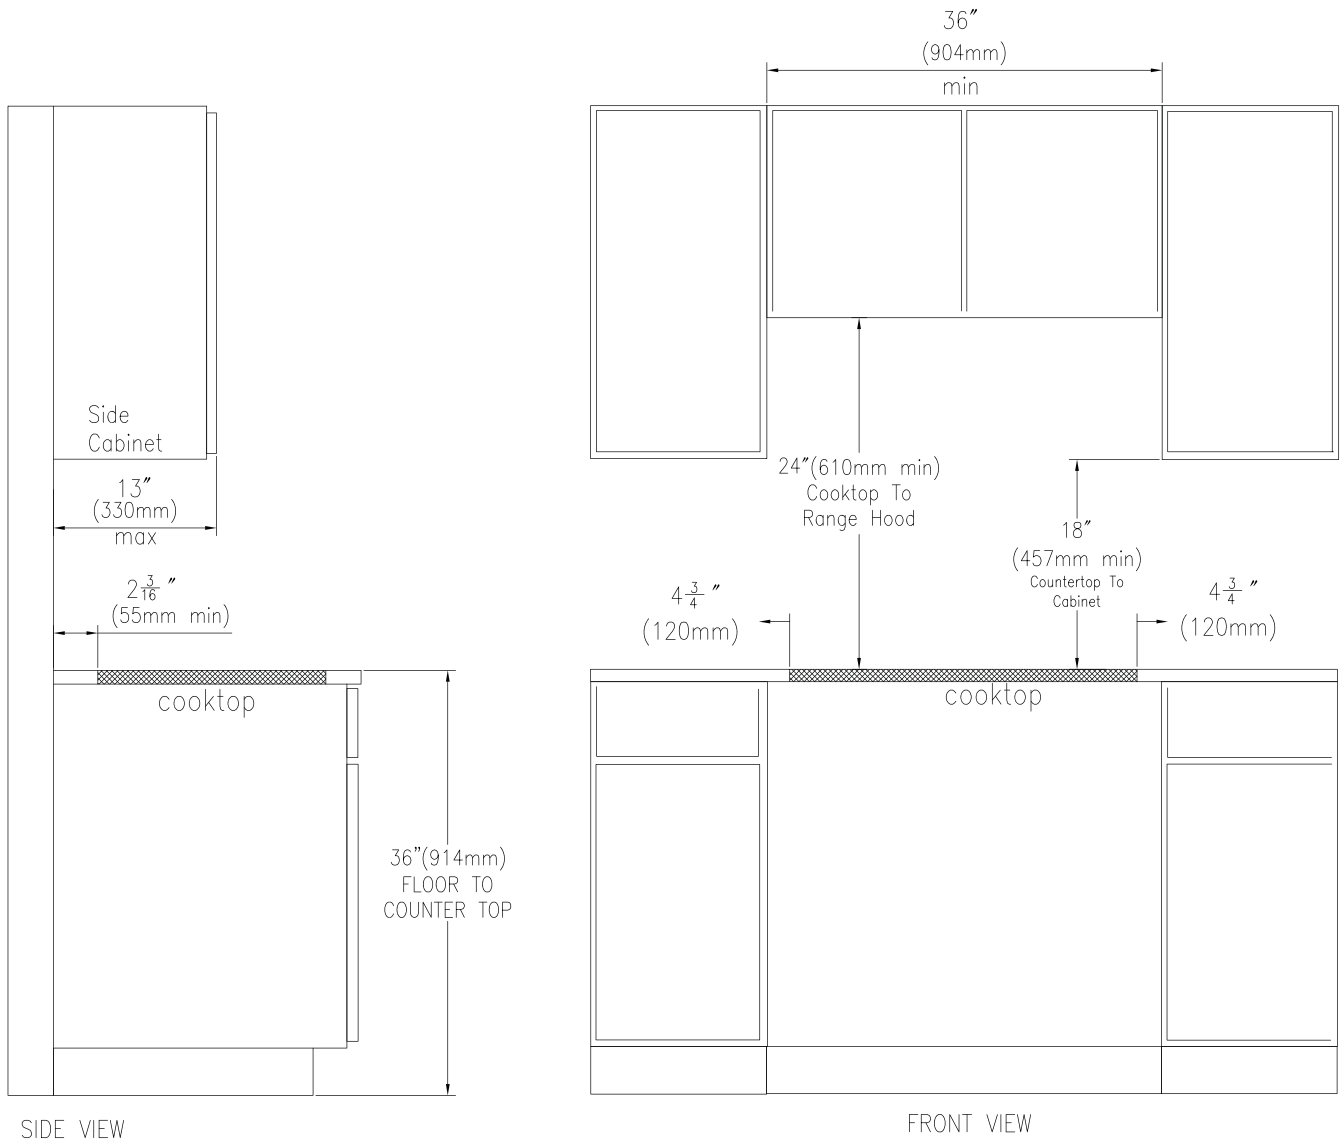 36"
(904mm)
min
Side
Cabinet
13"
(330mm)
max
2 3/16 "
(55mm min)
cooktop
36"(914mm)
FLOOR TO
COUNTER TOP
SIDE VIEW
24"(610mm min)
Cooktop To
Range Hood
18"
(457mm min)
Countertop To
Cabinet
4 3/4 "
(120mm)
4 3/4 "
(120mm)
cooktop
FRONT VIEW